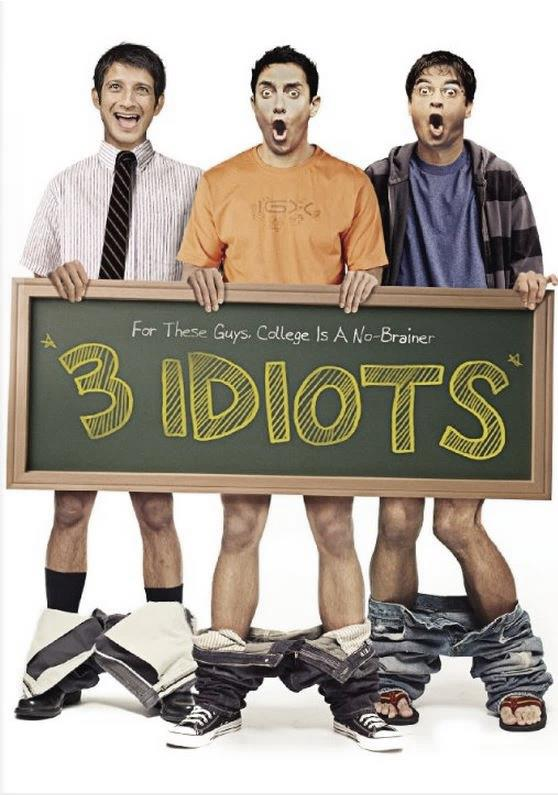 For These Guys, College Is A No-Brainer
"3 IDIOTS"